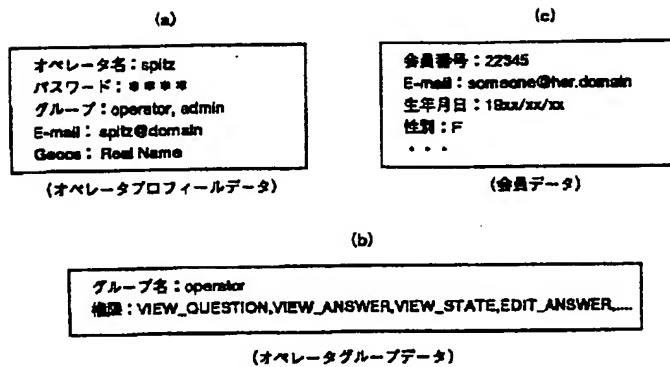 (a)
オペレータ名：spitz
パスワード：＊＊＊＊
グループ：operator, admin
E-mail：spitz@domain
Gecos：Real Name
(オペレータプロフィールデータ)
(c)
会員番号：22345
E-mail：someone@her.domain
生年月日：19xx/xx/xx
性別：F
・・・
(会員データ)
(b)
グループ名：operator
権限：VIEW_QUESTION,VIEW_ANSWER,VIEW_STATE,EDIT_ANSWER,....
(オペレータグループデータ)